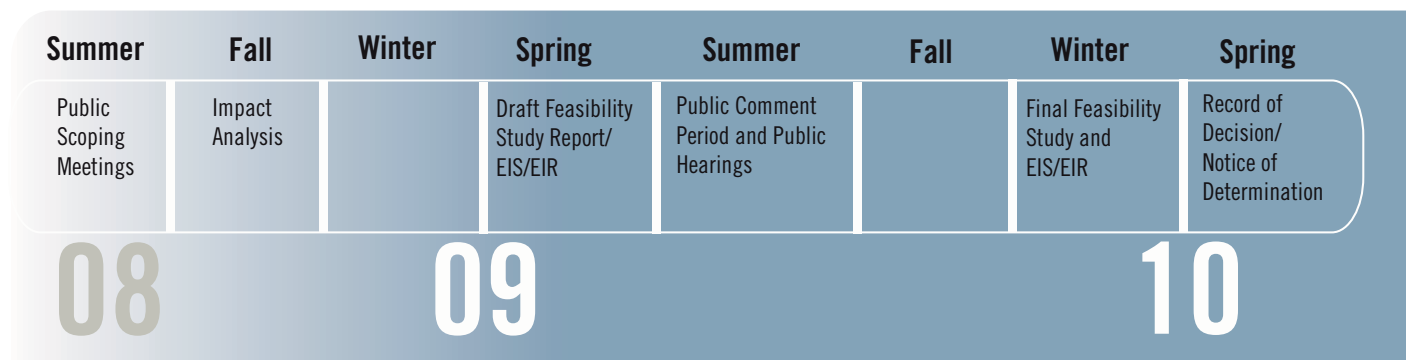 Summer Fall Winter Spring Summer Fall Winter Spring
Public
Scoping
Meetings
Impact
Analysis
Draft Feasibility
Study Report/
EIS/EIR
Public Comment
Period and Public
Hearings
Final Feasibility
Study and
EIS/EIR
Record of
Decision/
Notice of
Determination
08 09 10